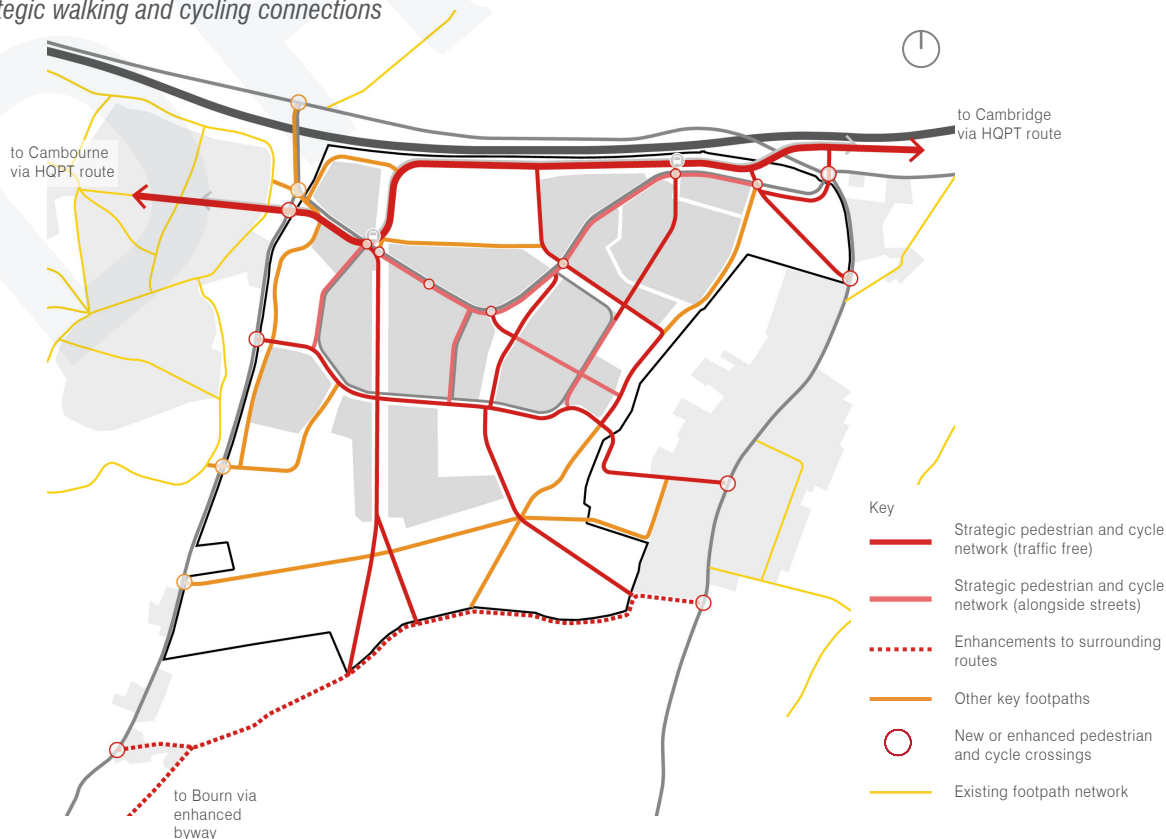 tegic walking and cycling connections
to Cambridge
via HQPT route
to Cambourne
via HQPT route
Key
Strategic pedestrian and cycle
network (traffic free)
Strategic pedestrian and cycle
network (alongside streets)
Enhancements to surrounding
routes
Other key footpaths
New or enhanced pedestrian
and cycle crossings
Existing footpath network
to Bourn via
enhanced
byway